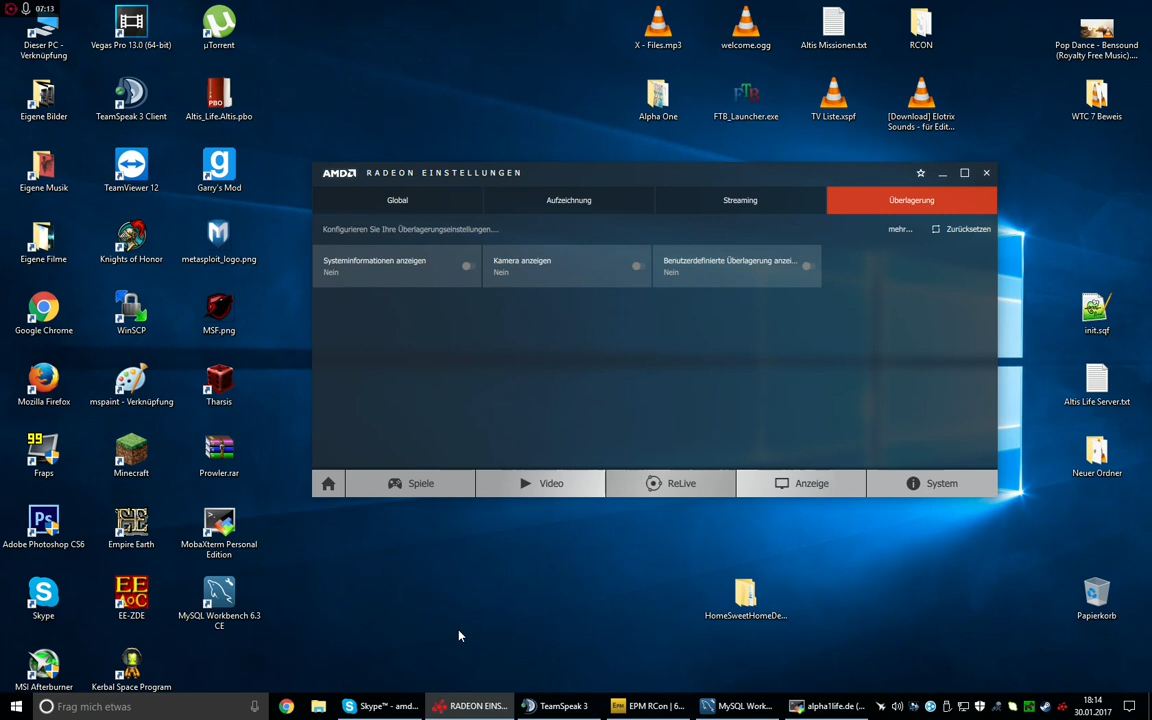 07:13
Dieser PC -
Verknüpfung
Vegas Pro 13.0 (64-bit)
µTorrent
X - Files.mp3
welcome.ogg
Altis Missionen.txt
RCON
Pop Dance - Bensound
(Royalty Free Music)....
Eigene Bilder
TeamSpeak 3 Client
PBO
Altis_Life.Altis.pbo
Alpha One
FTB
FTB_Launcher.exe
TV Liste.xspf
[Download] Elotrix
Sounds - für Edit...
WTC 7 Beweis
Eigene Musik
TeamViewer 12
g
Garry's Mod
Eigene Filme
Knights of Honor
metasploit_logo.png
Google Chrome
WinSCP
MSF.png
Mozilla Firefox
mspaint - Verknüpfung
Tharsis
99
Fraps
Minecraft
Prowler.rar
Ps
Adobe Photoshop CS6
Empire Earth
MobaXterm Personal
Edition
Skype
EE
AOC
EE-ZDE
MySQL Workbench 6.3
CE
MSI Afterburner
Kerbal Space Program
AMD RADEON EINSTELLUNGEN
Global
Aufzeichnung
Streaming
Überlagerung
Konfigurieren Sie Ihre Überlagerungseinstellungen....
mehr...
Zurücksetzen
Systeminformationen anzeigen
Nein
Kamera anzeigen
Nein
Benutzerdefinierte Überlagerung anzei...
Nein
Spiele
Video
ReLive
Anzeige
System
init.sqf
Altis Life Server.txt
Neuer Ordner
HomeSweetHomeDe...
Papierkorb
Frag mich etwas
Skype™ - amd...
RADEON EINS...
TeamSpeak 3
EPM RCon | 6...
MySQL Work...
alpha1life.de (...
18:14
30.01.2017